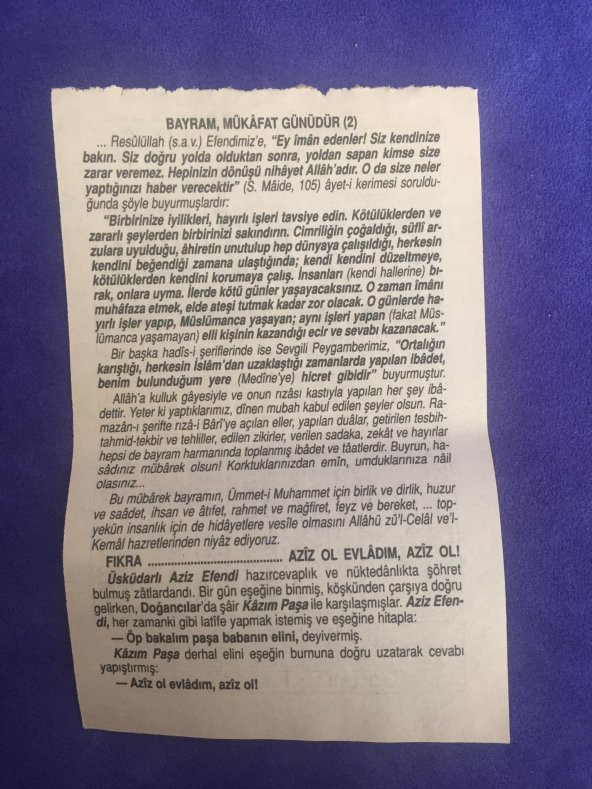 BAYRAM, MÜKÂFAT GÜNÜDÜR (2)
... Resûlüllah (s.a.v.) Efendimiz'e, “Ey îmân edenler! Siz kendinize
bakın. Siz doğru yolda olduktan sonra, yoldan sapan kimse size
zarar veremez. Hepinizin dönüşü nihâyet Allâh'adır. O da size neler
yaptığınızı haber verecektir” (S. Mâide, 105) âyet-i kerimesi soruldu-
ğunda şöyle buyurmuşlardır:
“Birbirinize iyilikleri, hayırlı işleri tavsiye edin. Kötülüklerden ve
zararlı şeylerden birbirinizi sakındırın. Cimriliğin çoğaldığı, süflî ar-
zulara uyulduğu, âhiretin unutulup hep dünyaya çalışıldığı, herkesin
kendini beğendiği zamana ulaştığında; kendi kendini düzeltmeye,
kötülüklerden kendini korumaya çalış. İnsanları (kendi hallerine) bı-
rak, onlara uyma. İlerde kötü günler yaşayacaksınız. O zaman îmânı
muhâfaza etmek, elde ateşi tutmak kadar zor olacak. O günlerde ha-
yırlı işler yapıp, Müslümanca yaşayan; aynı işleri yapan (fakat Müs-
lümanca yaşamayan) elli kişinin kazandığı ecir ve sevabı kazanacak.”
Bir başka hadîs-i şeriflerinde ise Sevgili Peygamberimiz, “Ortalığın
karıştığı, herkesin İslâm'dan uzaklaştığı zamanlarda yapılan ibâdet,
benim bulunduğum yere (Medîne'ye) hicret gibidir” buyurmuştur.
Allâh'a kulluk gâyesiyle ve onun rızâsı kastıyla yapılan her şey ibâ-
dettir. Yeter ki yaptıklarımız, dînen mubah kabul edilen şeyler olsun. Ra-
mazân-ı şerifte rızâ-i Bârî'ye açılan eller, yapılan duâlar, getirilen tesbih-
tahmid-tekbir ve tehliller, edilen zikirler, verilen sadaka, zekât ve hayırlar
hepsi de bayram harmanında toplanmış ibâdet ve tâatlerdir. Buyrun, ha-
sâdınız mübârek olsun! Korktuklarınızdan emîn, umduklarınıza nâil
olasınız...
Bu mübârek bayramın, Ümmet-i Muhammet için birlik ve dirlik, huzur
ve saâdet, ihsan ve âtıfet, rahmet ve mağfiret, feyz ve bereket, ... top-
yekün insanlık için de hidâyetlere vesîle olmasını Allâhü zü'l-Celâl ve'l-
Kemâl hazretlerinden niyâz ediyoruz.
FIKRA ................................. AZÎZ OL EVLÂDIM, AZÎZ OL!
Üsküdarlı Aziz Efendi hazırcevaplık ve nüktedânlıkta şöhret
bulmuş zâtlardandı. Bir gün eşeğine binmiş, köşkünden çarşıya doğru
gelirken, Doğancılar'da şâir Kâzım Paşa ile karşılaşmışlar. Aziz Efen-
di, her zamanki gibi latîfe yapmak istemiş ve eşeğine hitapla:
— Öp bakalım paşa babanın elini, deyivermiş.
Kâzım Paşa derhal elini eşeğin burnuna doğru uzatarak cevabı
yapıştırmış:
— Azîz ol evlâdım, azîz ol!